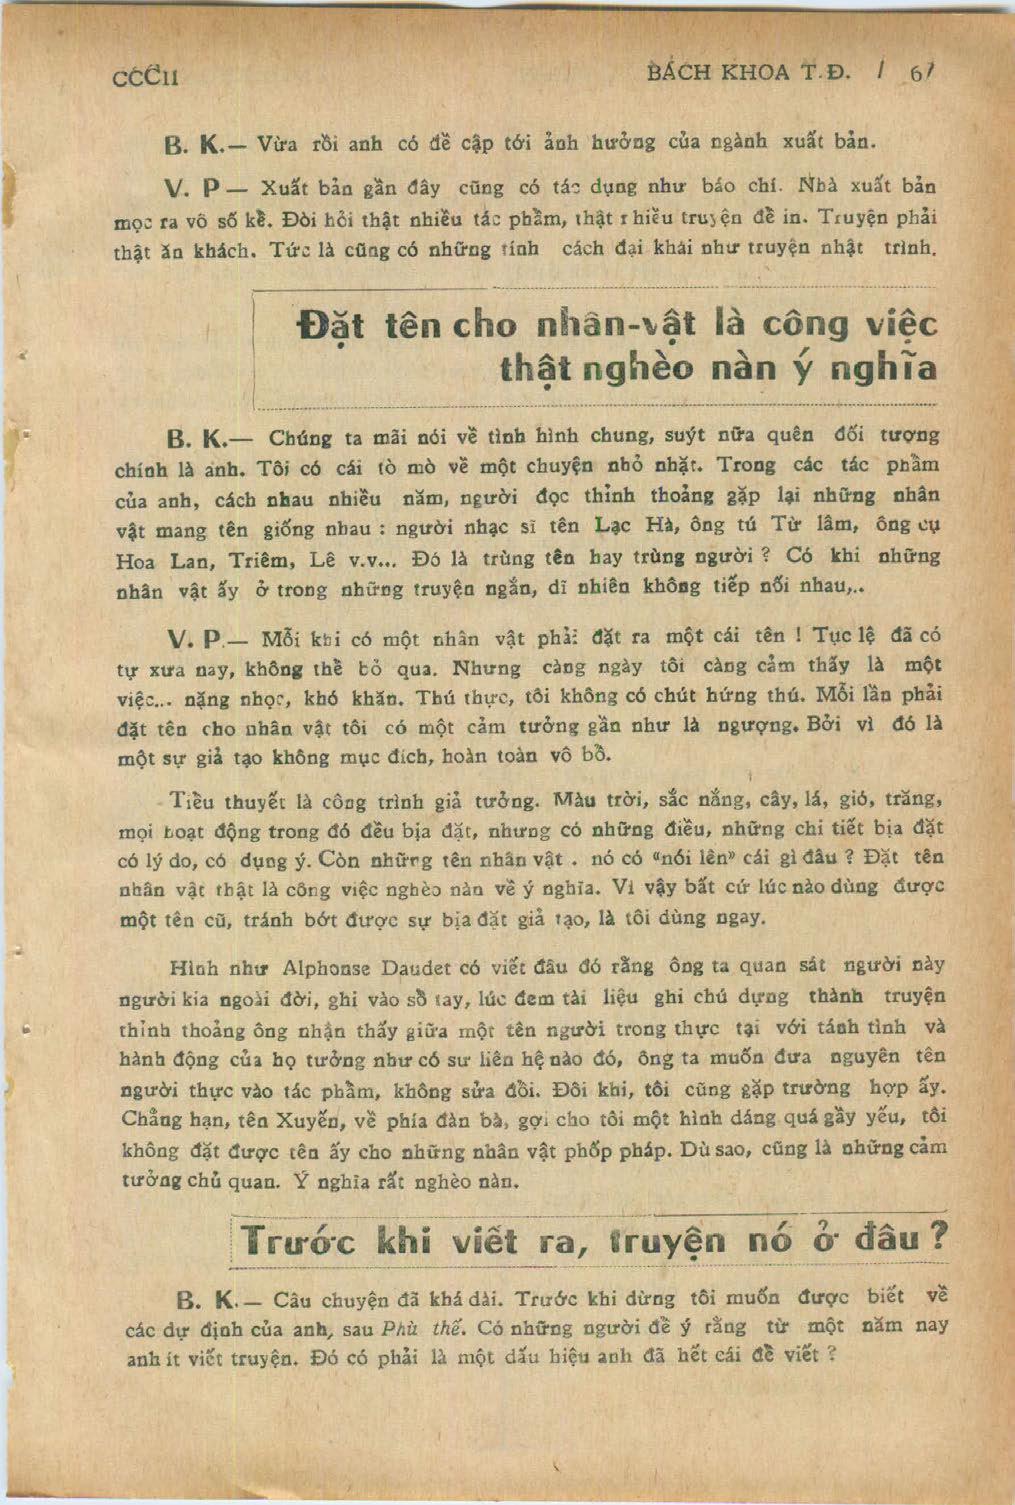 CCCII
BÁCH KHOA T.Đ. / 67
B. K.— Vừa rồi anh có đề cập tới ảnh hưởng của ngành xuất bản.
V. P— Xuất bản gần đây cũng có tác dụng như báo chí. Nhà xuất bản
mọc ra vô số kề. Đòi hỏi thật nhiều tác phầm, thật nhiều truyện đề in. Truyện phải
thật ăn khách. Tức là cũng có những tính cách đại khái như truyện nhật trình.
Đặt tên cho nhân-vật là công việc
thật nghèo nàn ý nghĩa
B. K.— Chúng ta mãi nói về tình hình chung, suýt nữa quên đối tượng
chính là anh. Tôi có cái tò mò về một chuyện nhỏ nhặt. Trong các tác phầm
của anh, cách nhau nhiều năm, người đọc thỉnh thoảng gặp lại những nhân
vật mang tên giống nhau : người nhạc sĩ tên Lạc Hà, ông tú Từ lâm, ông cụ
Hoa Lan, Triêm, Lê v.v... Đó là trùng tên hay trùng người ? Có khi những
nhân vật ấy ở trong những truyện ngắn, dĩ nhiên không tiếp nối nhau,..
V. P.— Mỗi khi có một nhân vật phải đặt ra một cái tên ! Tục lệ đã có
tự xưa nay, không thề bỏ qua. Nhưng càng ngày tôi càng cảm thấy là một
việc... nặng nhọc, khó khăn. Thú thực, tôi không có chút hứng thú. Mỗi lần phải
đặt tên cho nhân vật tôi có một cảm tưởng gần như là ngượng. Bởi vì đó là
một sự giả tạo không mục đích, hoàn toàn vô bồ.
Tiều thuyết là công trình giả tưởng. Màu trời, sắc nắng, cây, lá, gió, trăng,
mọi hoạt động trong đó đều bịa đặt, nhưng có những điều, những chi tiết bịa đặt
có lý do, có dụng ý. Còn những tên nhân vật . nó có "nói lên" cái gì đâu ? Đặt tên
nhân vật thật là công việc nghèo nàn về ý nghĩa. Vì vậy bất cứ lúc nào dùng được
một tên cũ, tránh bớt được sự bịa đặt giả tạo, là tôi dùng ngay.
Hình như Alphonse Daudet có viết đâu đó rằng ông ta quan sát người này
người kia ngoài đời, ghi vào sồ tay, lúc đem tài liệu ghi chú dựng thành truyện
thỉnh thoảng ông nhận thấy giữa một tên người trong thực tại với tánh tình và
hành động của họ tưởng như có sư liên hệ nào đó, ông ta muốn đưa nguyên tên
người thực vào tác phầm, không sửa đồi. Đôi khi, tôi cũng gặp trường hợp ấy.
Chẳng hạn, tên Xuyến, về phía đàn bà, gợi cho tôi một hình dáng quá gầy yếu, tôi
không đặt được tên ấy cho những nhân vật phốp pháp. Dù sao, cũng là những cảm
tưởng chủ quan. Ý nghĩa rất nghèo nàn.
Trước khi viết ra, truyện nó ở đâu ?
B. K.— Câu chuyện đã khá dài. Trước khi dừng tôi muốn được biết về
các dự định của anh, sau Phù thế. Có những người đề ý rằng từ một năm nay
anh ít viết truyện. Đó có phải là một dấu hiệu anh đã hết cái đề viết ?